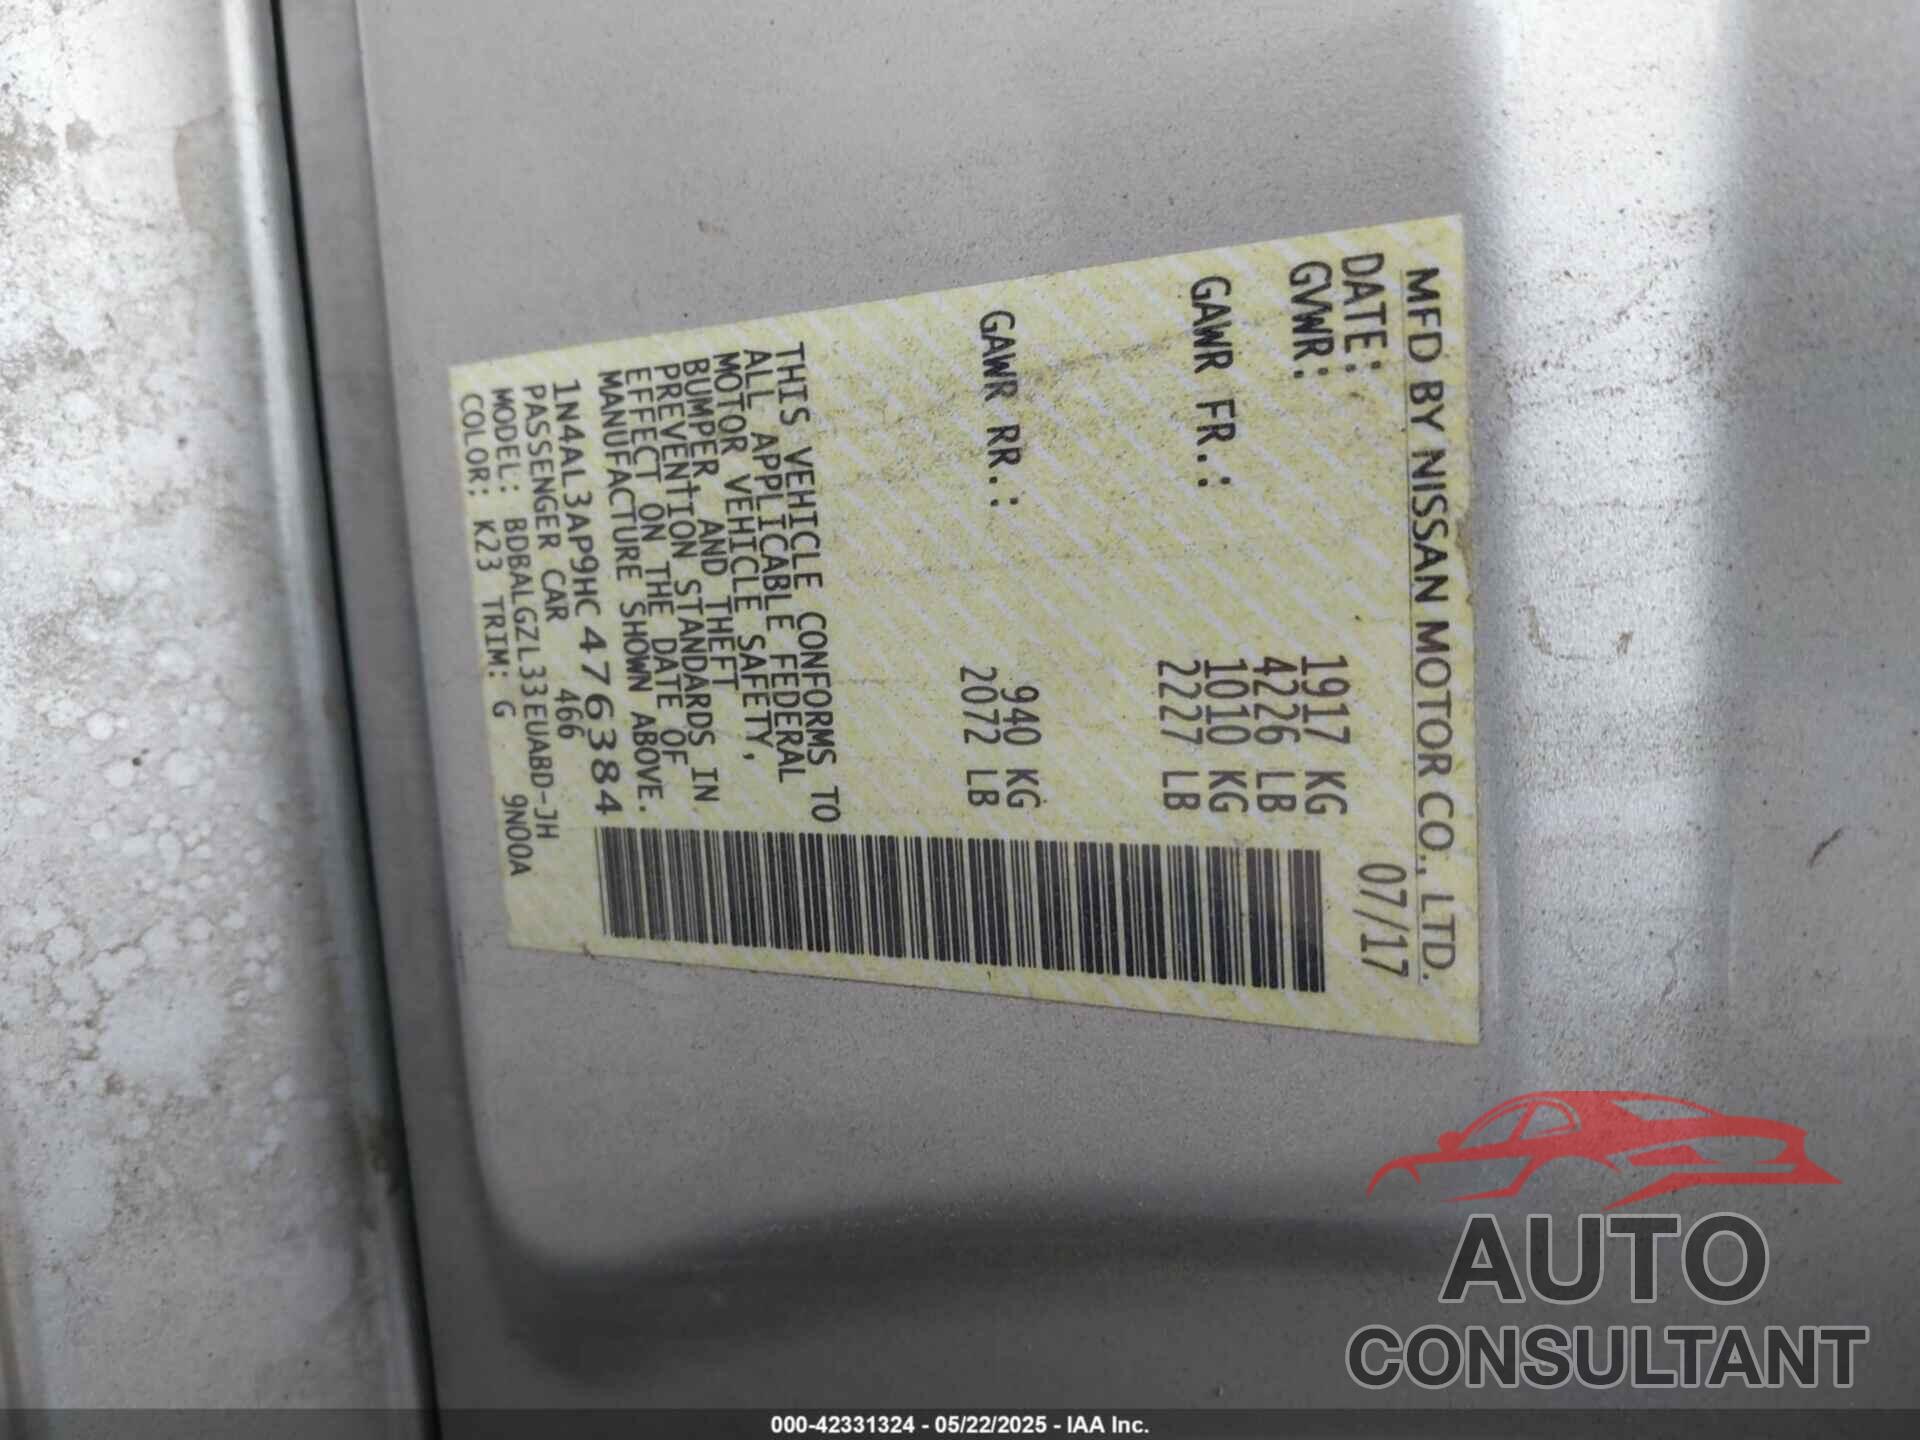 MFD BY NISSAN MOTOR CO., LTD.
DATE: 07/17
GVWR: 1917 KG
4226 LB
GAWR FR.: 1010 KG
2227 LB
GAWR RR.: 940 KG
2072 LB
THIS VEHICLE CONFORMS TO
ALL APPLICABLE FEDERAL
MOTOR VEHICLE SAFETY,
BUMPER, AND THEFT
PREVENTION STANDARDS IN
EFFECT ON THE DATE OF
MANUFACTURE SHOWN ABOVE.
1N4AL3AP9HC476384
PASSENGER CAR 466
MODEL: BDBALGZL33EUABD-JH
COLOR: K23 TRIM: G 9N00A
AUTO
CONSULTANT
000-42331324 - 05/22/2025 - IAA Inc.